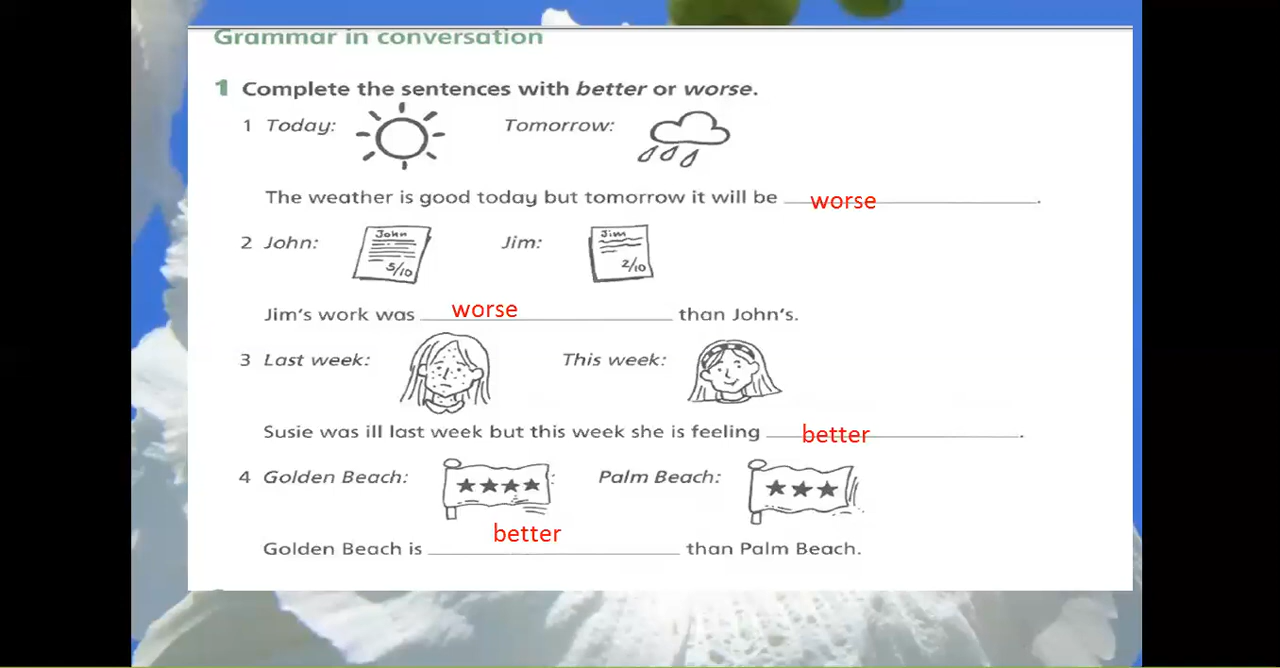 Grammar in conversation
1 Complete the sentences with better or worse.
1 Today: Tomorrow:
The weather is good today but tomorrow it will be worse.
2 John: John 5/10 Jim: Jim 2/10
Jim's work was worse than John's.
3 Last week: This week:
Susie was ill last week but this week she is feeling better.
4 Golden Beach: Palm Beach:
Golden Beach is better than Palm Beach.